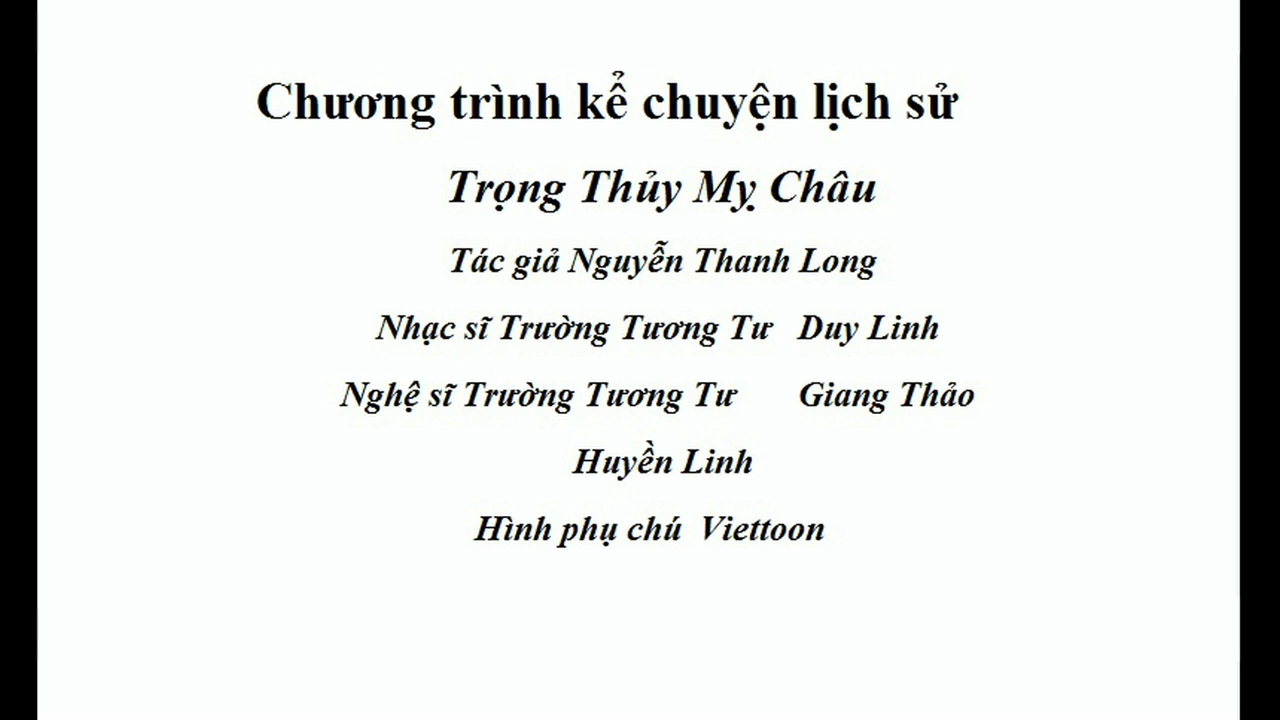 Chương trình kể chuyện lịch sử
Trọng Thủy Mỵ Châu
Tác giả Nguyễn Thanh Long
Nhạc sĩ Trường Tương Tư Duy Linh
Nghệ sĩ Trường Tương Tư Giang Thảo
Huyền Linh
Hình phụ chú Viettoon